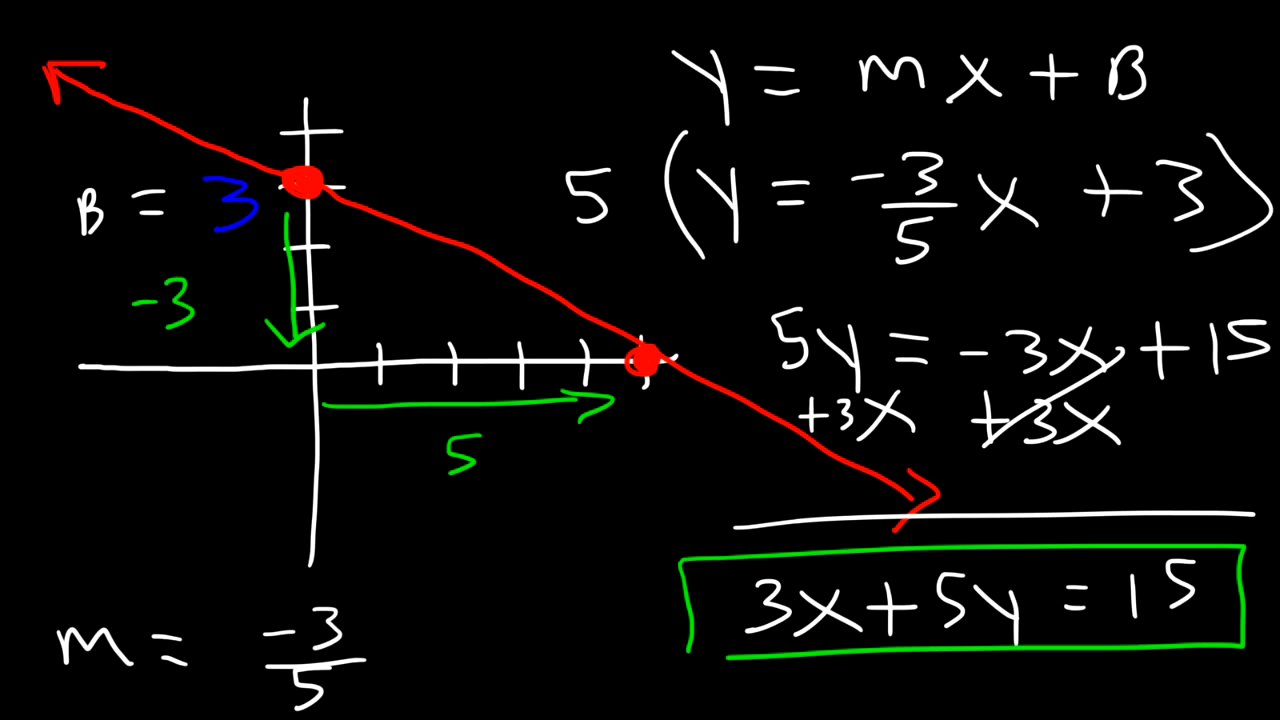 y = mx + B
5 (y = -3/5 x + 3)
B = 3
-3
5y = -3x + 15
+3x +3x
5
3x + 5y = 15
m = -3/5